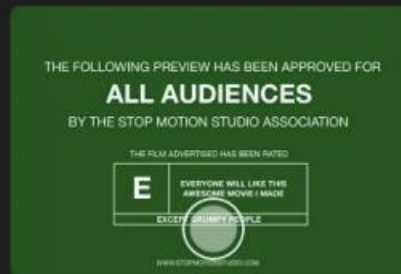 THE FOLLOWING PREVIEW HAS BEEN APPROVED FOR
ALL AUDIENCES
BY THE STOP MOTION STUDIO ASSOCIATION
THE FILM ADVERTISED HAS BEEN RATED
E
EVERYONE WILL LIKE THIS
AWESOME MOVIE I MADE
EXCEPT GRUMPY PEOPLE
WWW.STOPMOTIONSTUDIO.COM